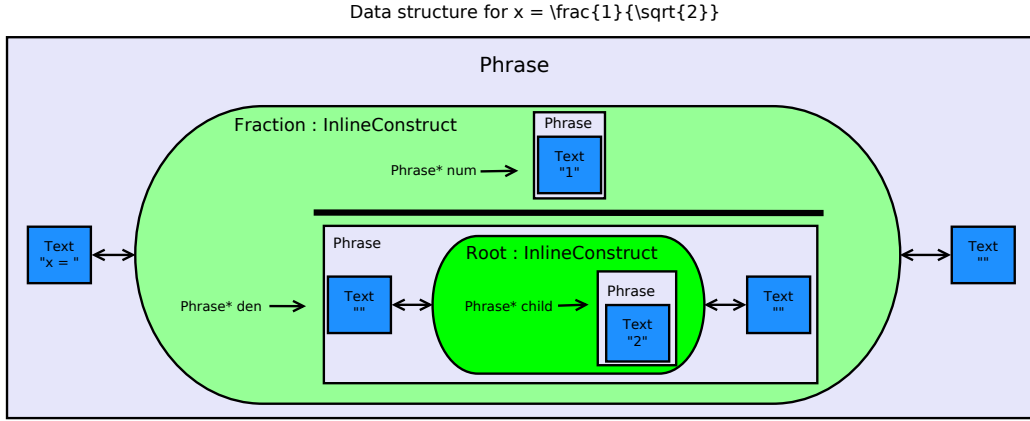 Data structure for x = \frac{1}{\sqrt{2}}
Phrase
Fraction : InlineConstruct
Phrase
Text
"1"
Phrase* num
Text
"x = "
Text
""
Phrase
Root : InlineConstruct
Phrase* den
Text
""
Phrase* child
Phrase
Text
"2"
Text
""